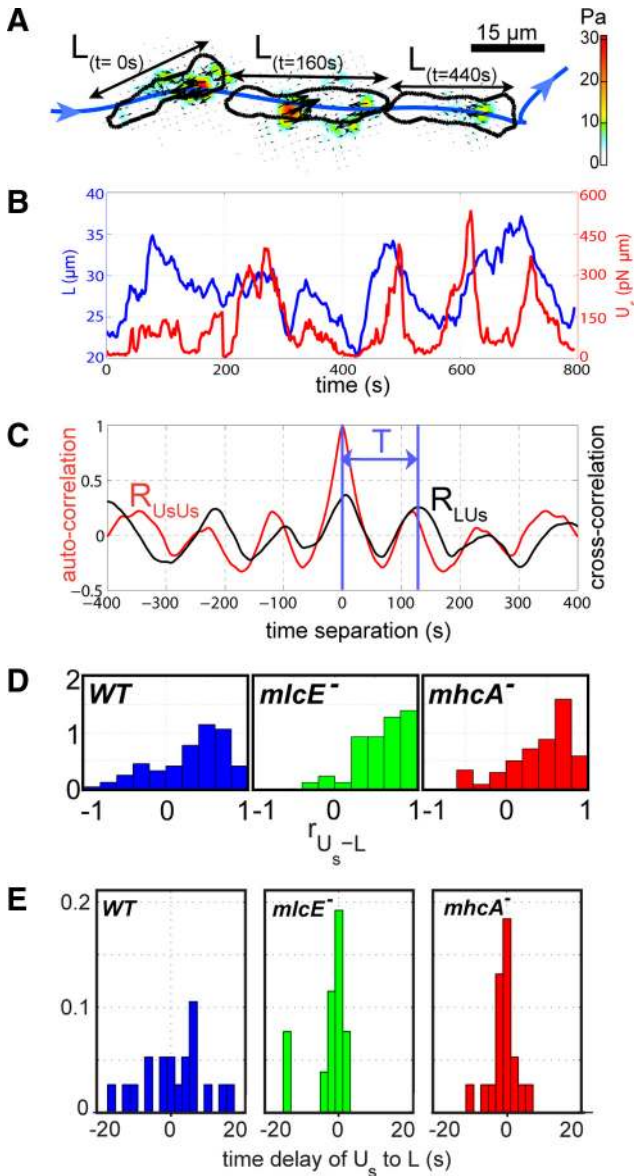 A
L(t= 0s)
L(t=160s)
L(t=440s)
15 µm
Pa
30
20
10
0
B
40
35
30
25
20
L (µm)
600
450
300
150
0
Us (pN µm)
0 200 400 600 800
time (s)
C
1
0.5
0
−0.5
auto-correlation
cross-correlation
T
RUsUs
RLUs
−400 −300 −200 −100 0 100 200 300 400
time separation (s)
D
2
1
0
WT
mlcE-
mhcA-
-1 0 1
-1 0 1
-1 0 1
rUs−L
E
0.2
0.1
0
WT
mlcE-
mhcA-
-20 0 20
-20 0 20
-20 0 20
time delay of Us to L (s)